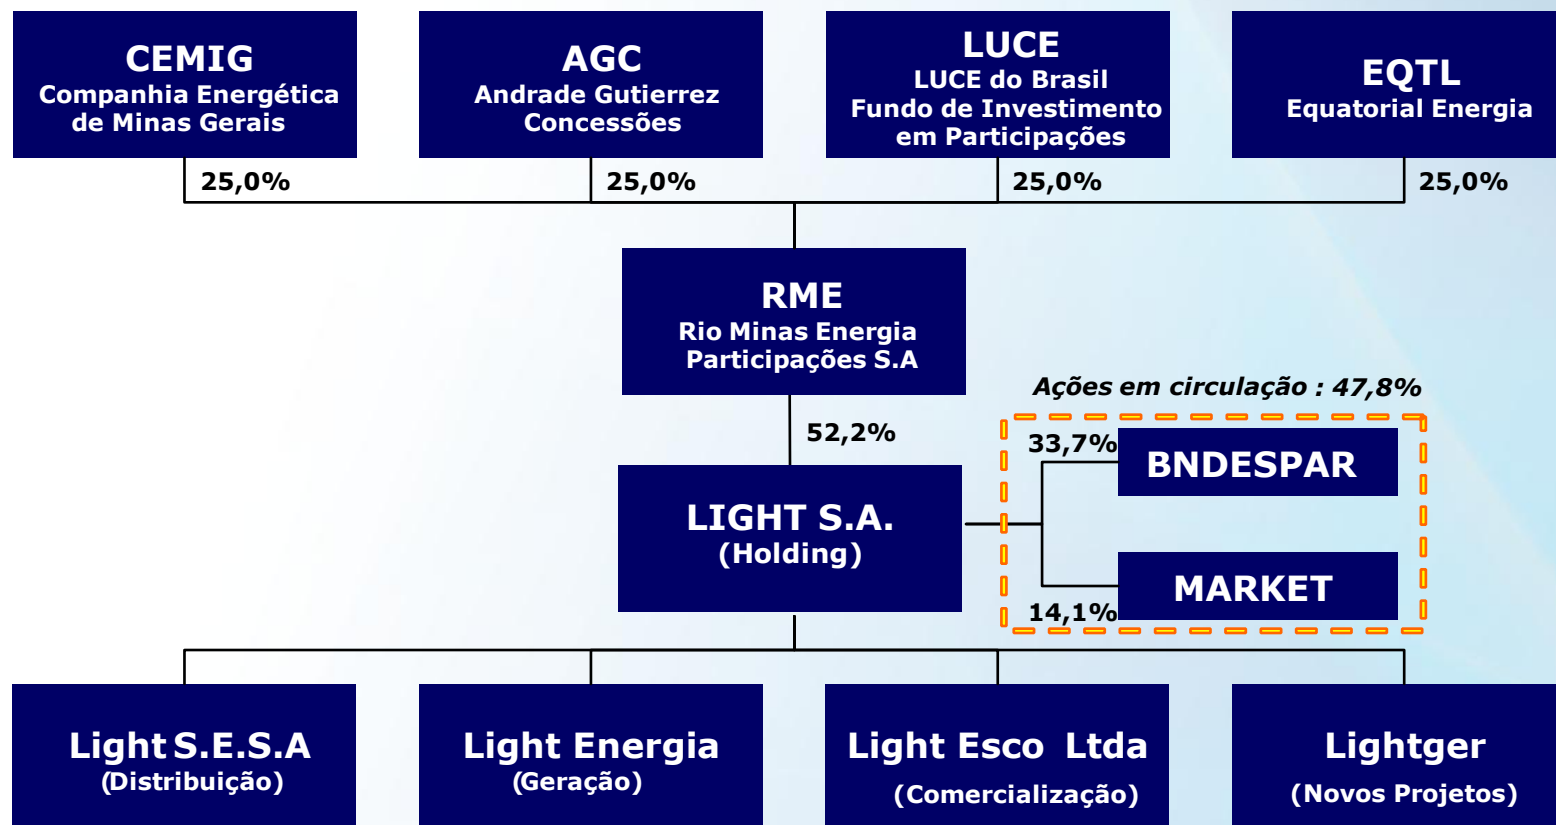 CEMIG
Companhia Energética
de Minas Gerais
AGC
Andrade Gutierrez
Concessões
LUCE
LUCE do Brasil
Fundo de Investimento
em Participações
EQTL
Equatorial Energia
25,0%
25,0%
25,0%
25,0%
RME
Rio Minas Energia
Participações S.A
Ações em circulação : 47,8%
52,2%
33,7%
BNDESPAR
LIGHT S.A.
(Holding)
MARKET
14,1%
Light S.E.S.A
(Distribuição)
Light Energia
(Geração)
Light Esco Ltda
(Comercialização)
Lightger
(Novos Projetos)